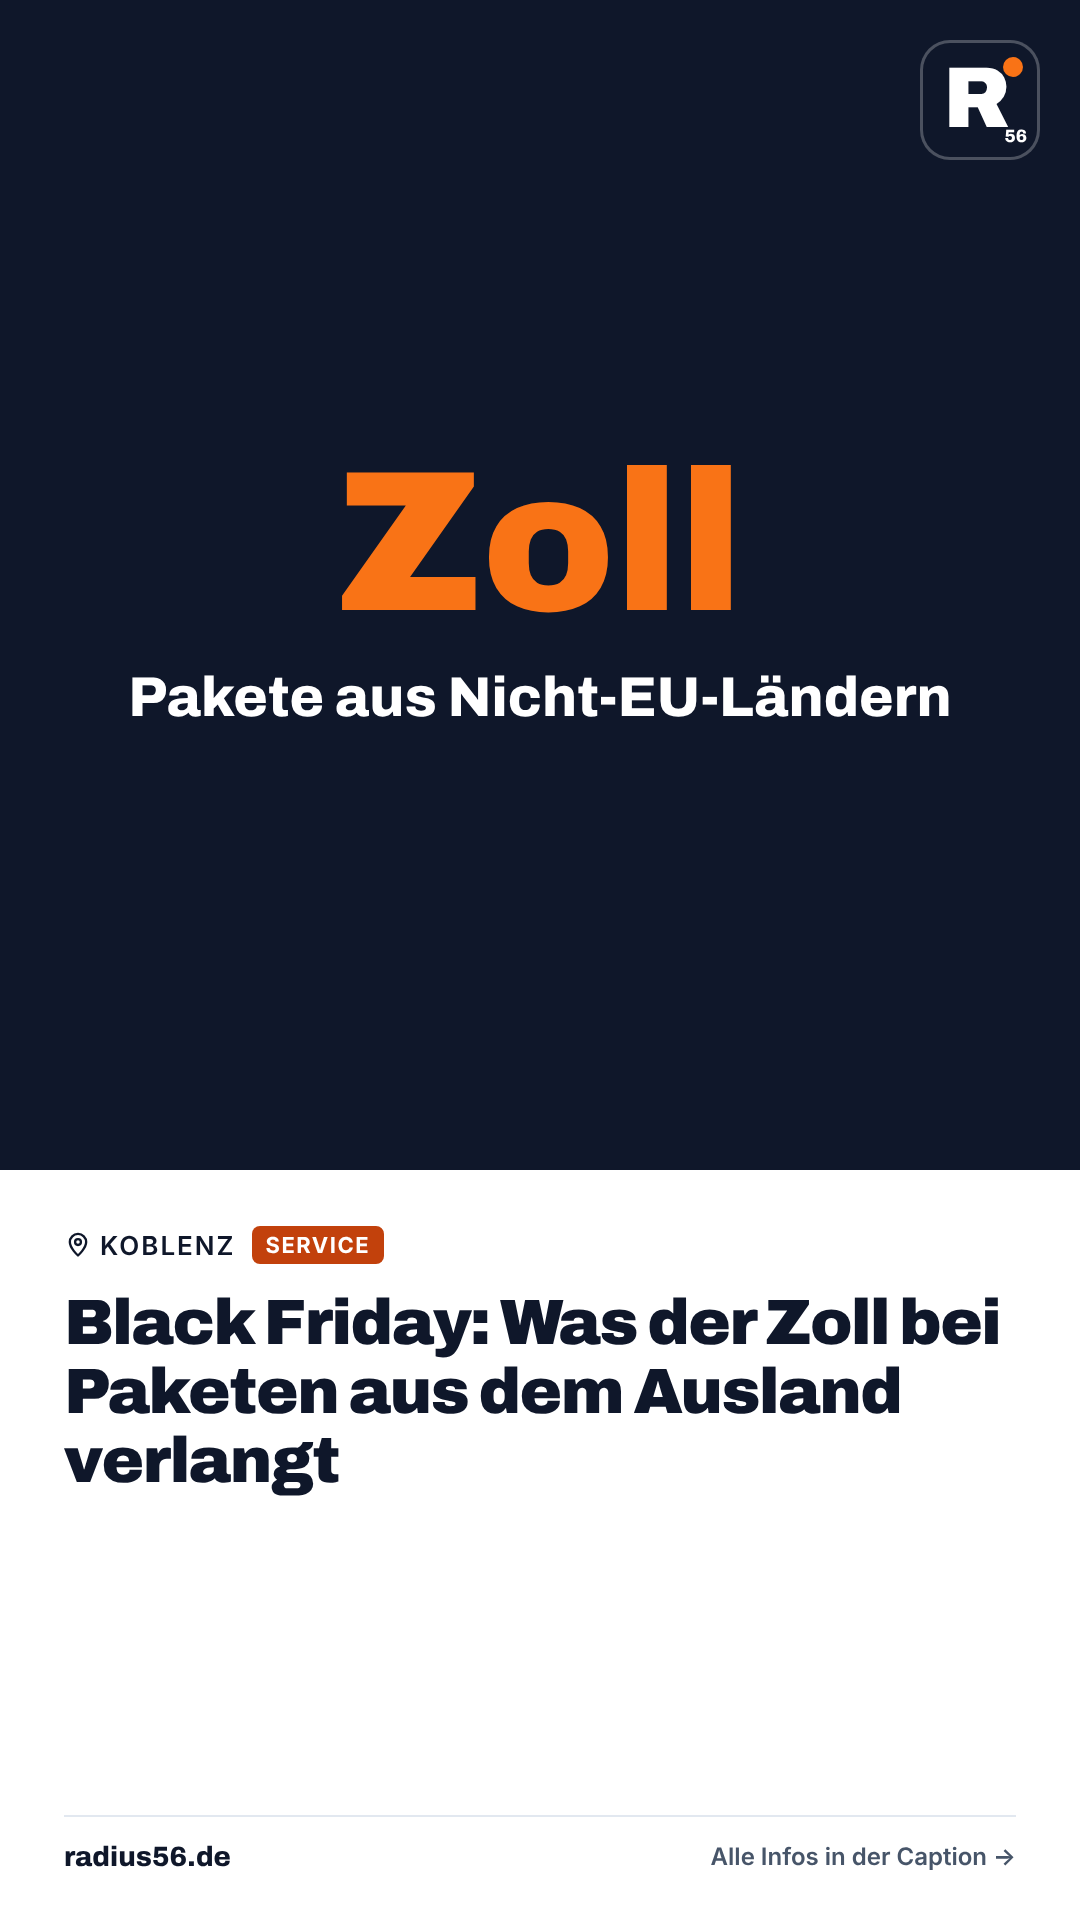 R
56
Zoll
Pakete aus Nicht-EU-Ländern
KOBLENZ SERVICE
Black Friday: Was der Zoll bei
Paketen aus dem Ausland
verlangt
radius56.de Alle Infos in der Caption →